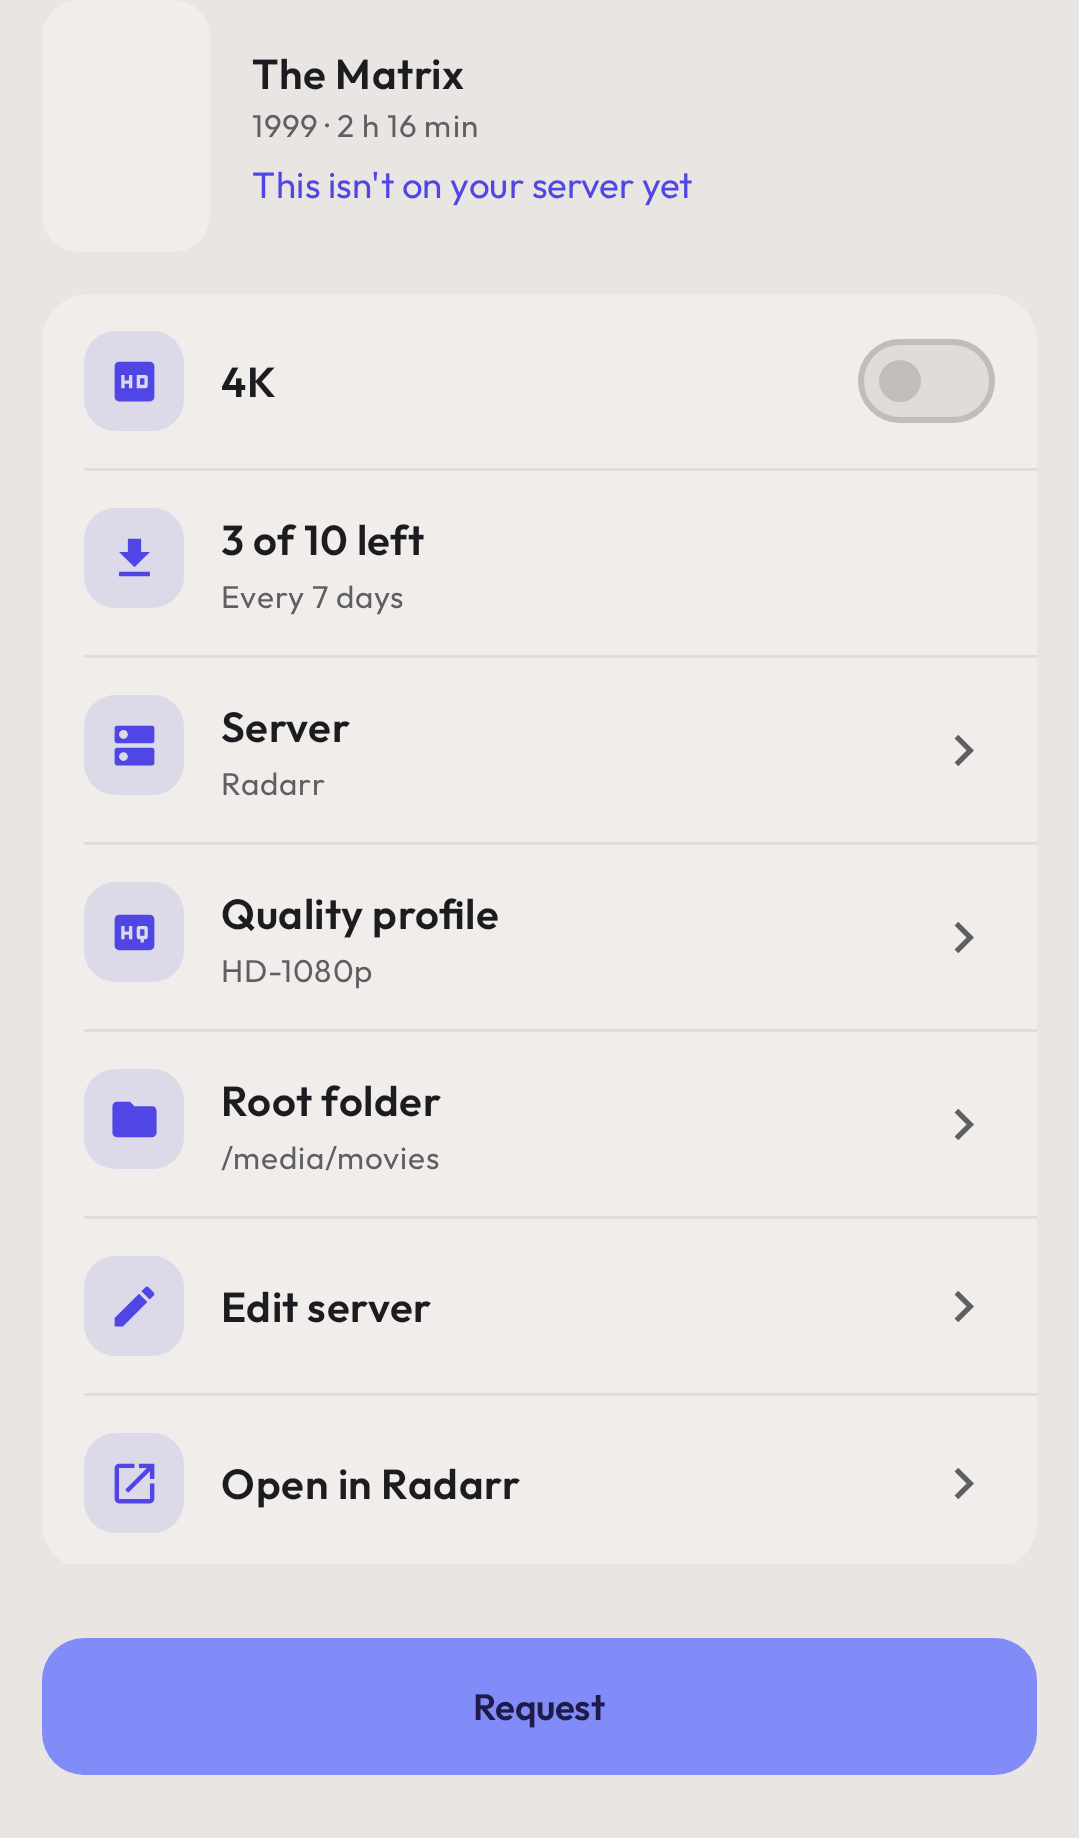 The Matrix
1999 · 2 h 16 min
This isn't on your server yet
HD
4K
3 of 10 left
Every 7 days
Server
Radarr
HQ
Quality profile
HD-1080p
Root folder
/media/movies
Edit server
Open in Radarr
Request